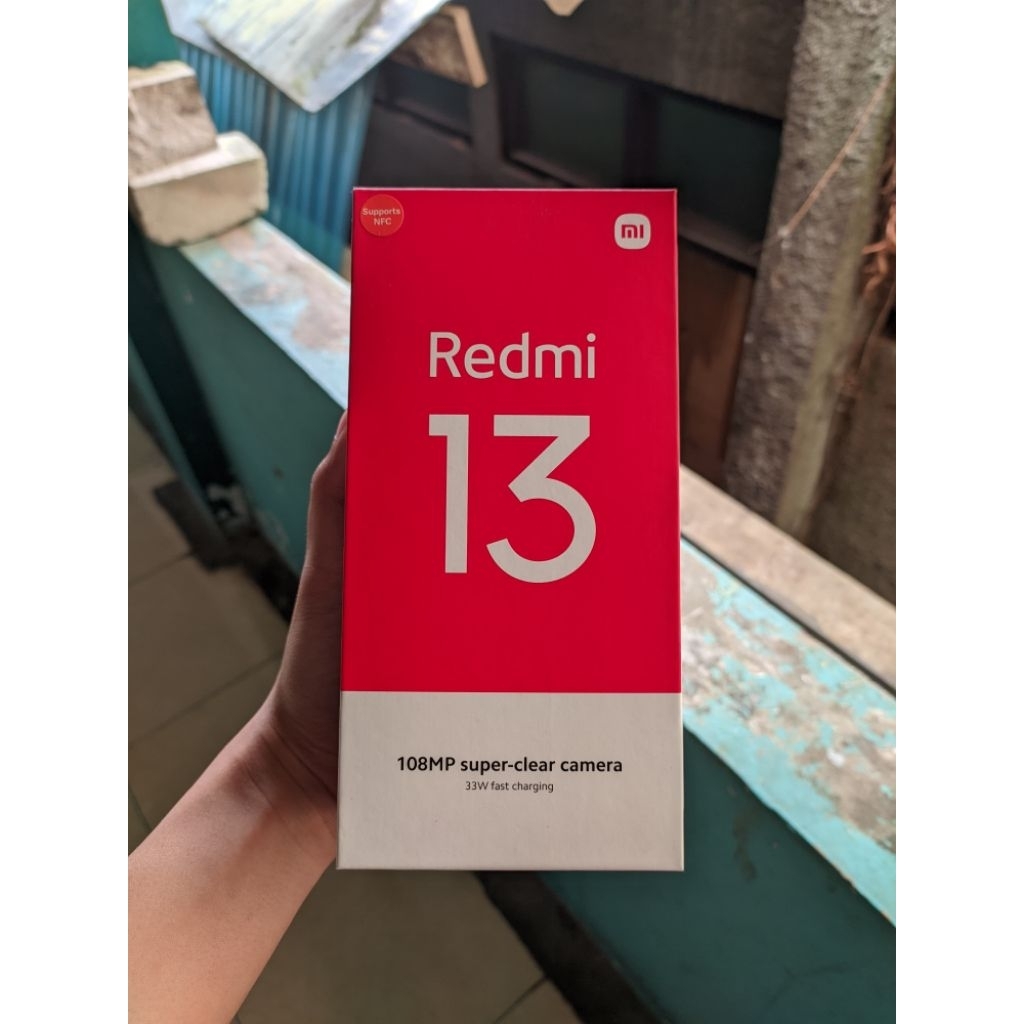 Supports
NFC
mi
Redmi
13
108MP super-clear camera
33W fast charging